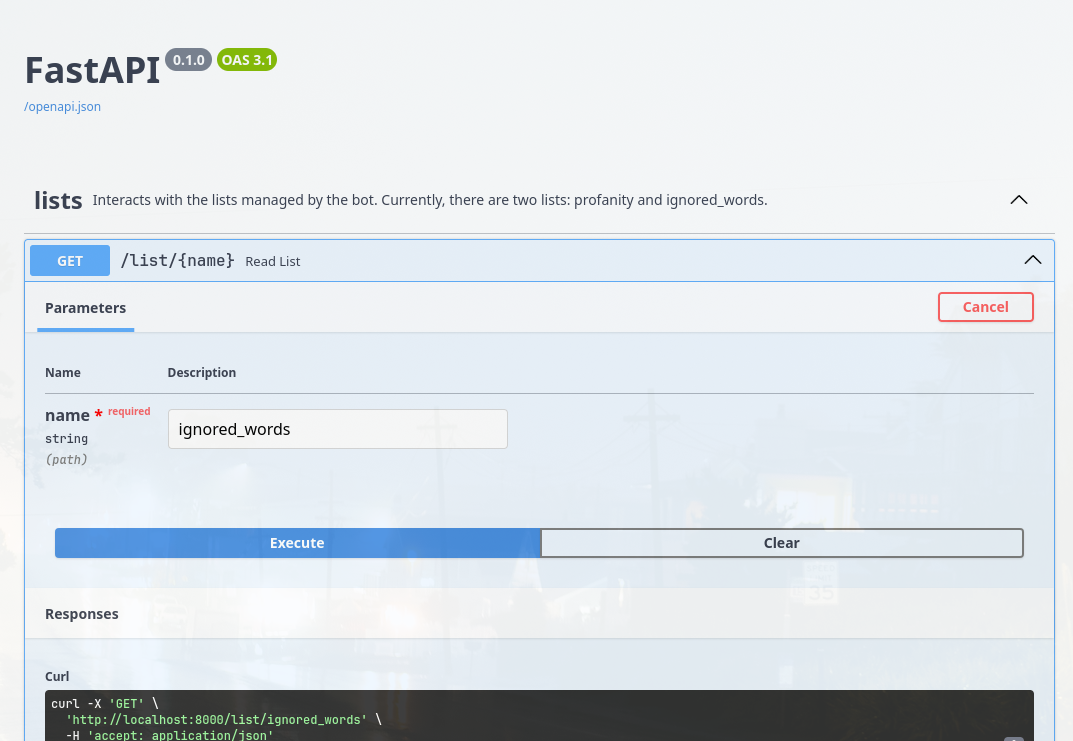 FastAPI 0.1.0 OAS 3.1
/openapi.json
lists Interacts with the lists managed by the bot. Currently, there are two lists: profanity and ignored_words.
GET /list/{name} Read List
Parameters Cancel
Name Description
name * required
string
(path)
ignored_words
Execute Clear
Responses
Curl
curl -X 'GET' \
'http://localhost:8000/list/ignored_words' \
-H 'accept: application/json'